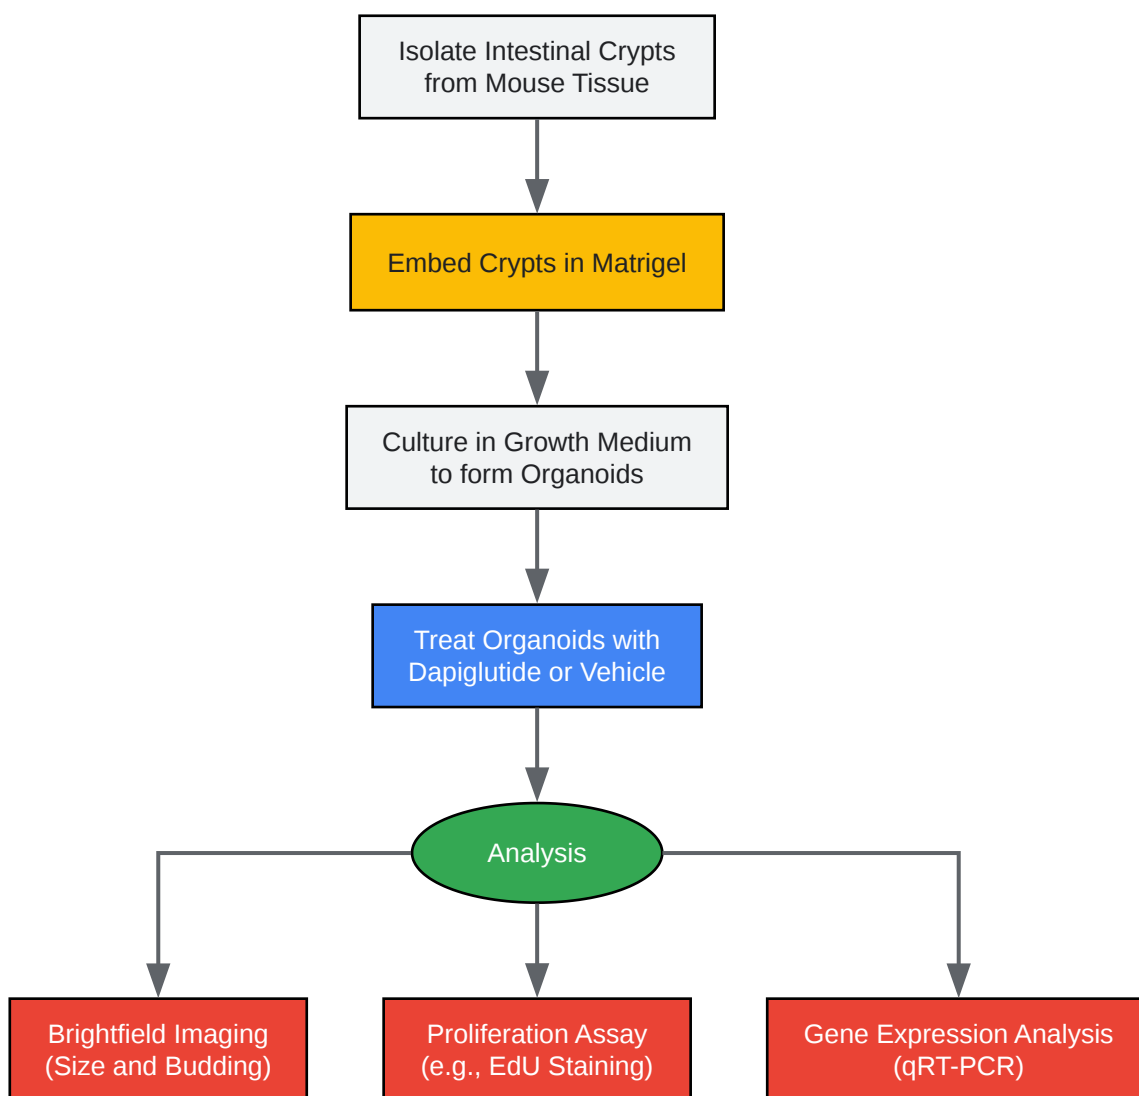 Isolate Intestinal Crypts
from Mouse Tissue
Embed Crypts in Matrigel
Culture in Growth Medium
to form Organoids
Treat Organoids with
Dapiglutide or Vehicle
Analysis
Brightfield Imaging
(Size and Budding)
Proliferation Assay
(e.g., EdU Staining)
Gene Expression Analysis
(qRT-PCR)